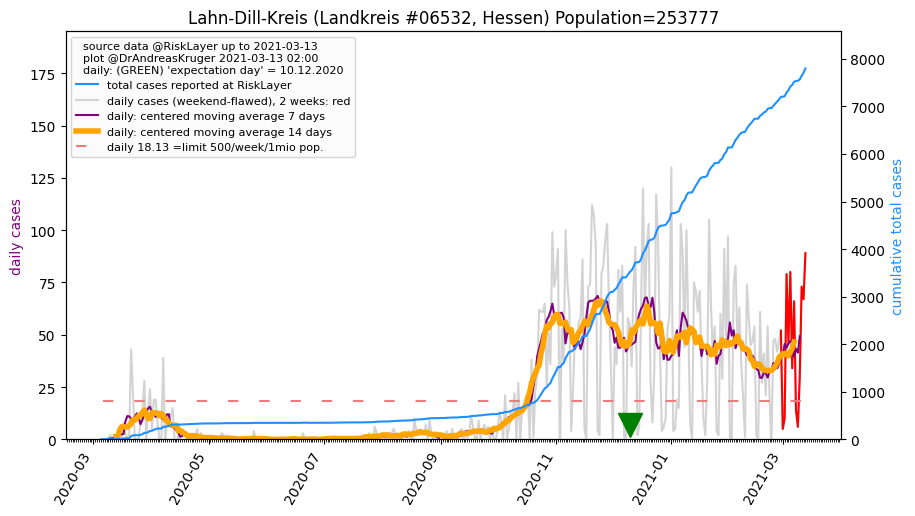 Lahn-Dill-Kreis (Landkreis #06532, Hessen) Population=253777
source data @RiskLayer up to 2021-03-13
plot @DrAndreasKruger 2021-03-13 02:00
daily: (GREEN) 'expectation day' = 10.12.2020
total cases reported at RiskLayer
daily cases (weekend-flawed), 2 weeks: red
daily: centered moving average 7 days
daily: centered moving average 14 days
daily 18.13 =limit 500/week/1mio pop.
daily cases
175
150
125
100
75
50
25
0
cumulative total cases
8000
7000
6000
5000
4000
3000
2000
1000
0
2020-03
2020-05
2020-07
2020-09
2020-11
2021-01
2021-03